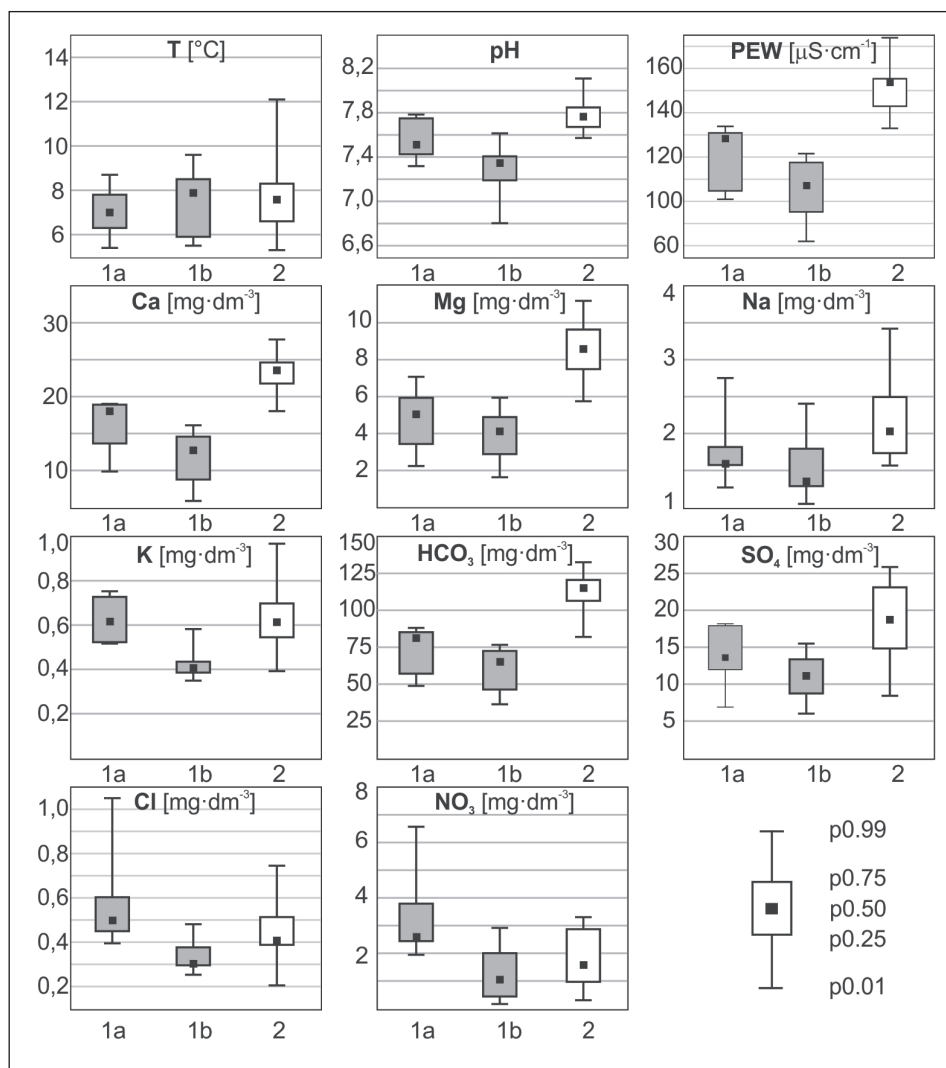 T [°C]
14
12
10
8
6
1a 1b 2
pH
8,2
7,8
7,4
7,0
6,6
1a 1b 2
PEW [μS·cm⁻¹]
160
140
120
100
60
1a 1b 2
Ca [mg·dm⁻³]
30
20
10
1a 1b 2
Mg [mg·dm⁻³]
10
8
6
4
2
1a 1b 2
Na [mg·dm⁻³]
4
3
2
1
1a 1b 2
K [mg·dm⁻³]
1,0
0,8
0,6
0,4
0,2
1a 1b 2
HCO₃ [mg·dm⁻³]
150
125
100
75
50
25
1a 1b 2
SO₄ [mg·dm⁻³]
30
25
20
15
10
5
1a 1b 2
Cl [mg·dm⁻³]
1,0
0,8
0,6
0,4
0,2
1a 1b 2
NO₃ [mg·dm⁻³]
8
6
4
2
1a 1b 2
p0.99
p0.75
p0.50
p0.25
p0.01